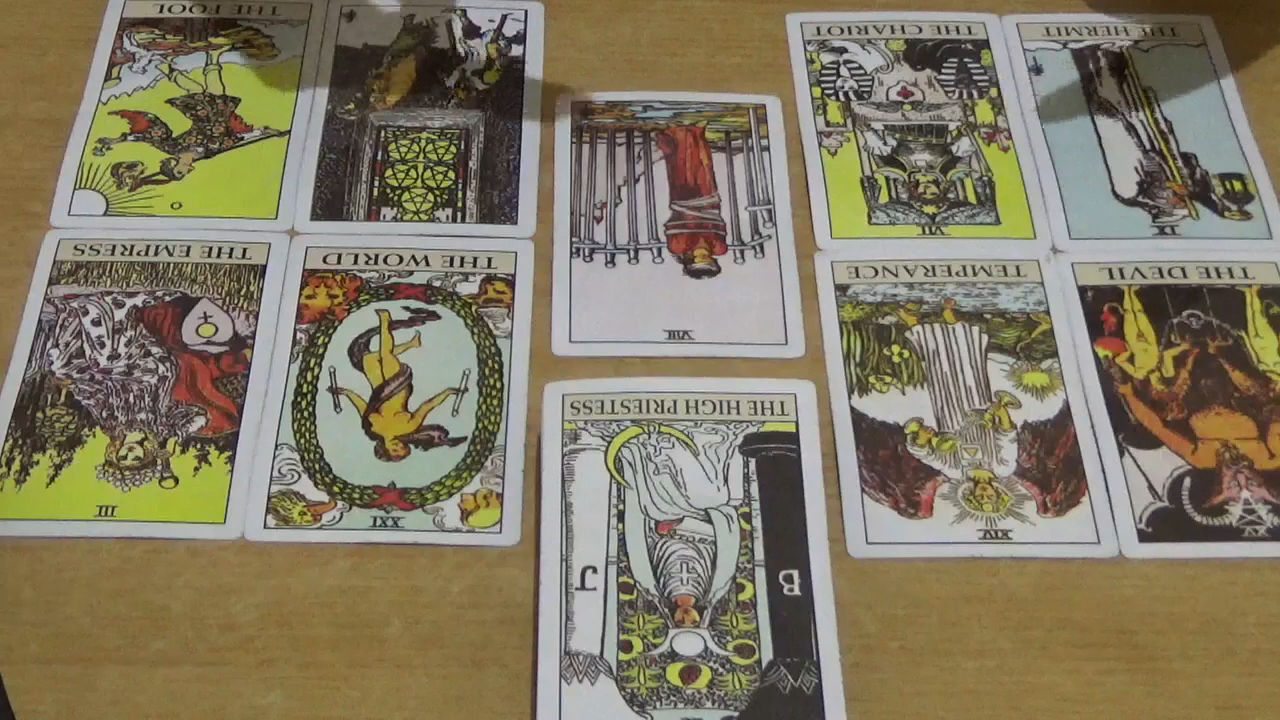 THE FOOL
THE CHARIOT
THE HERMIT
VII
IX
THE EMPRESS
THE WORLD
VIII
TEMPERANCE
THE DEVIL
THE HIGH PRIESTESS
III
XXI
XIV
XV
B
J